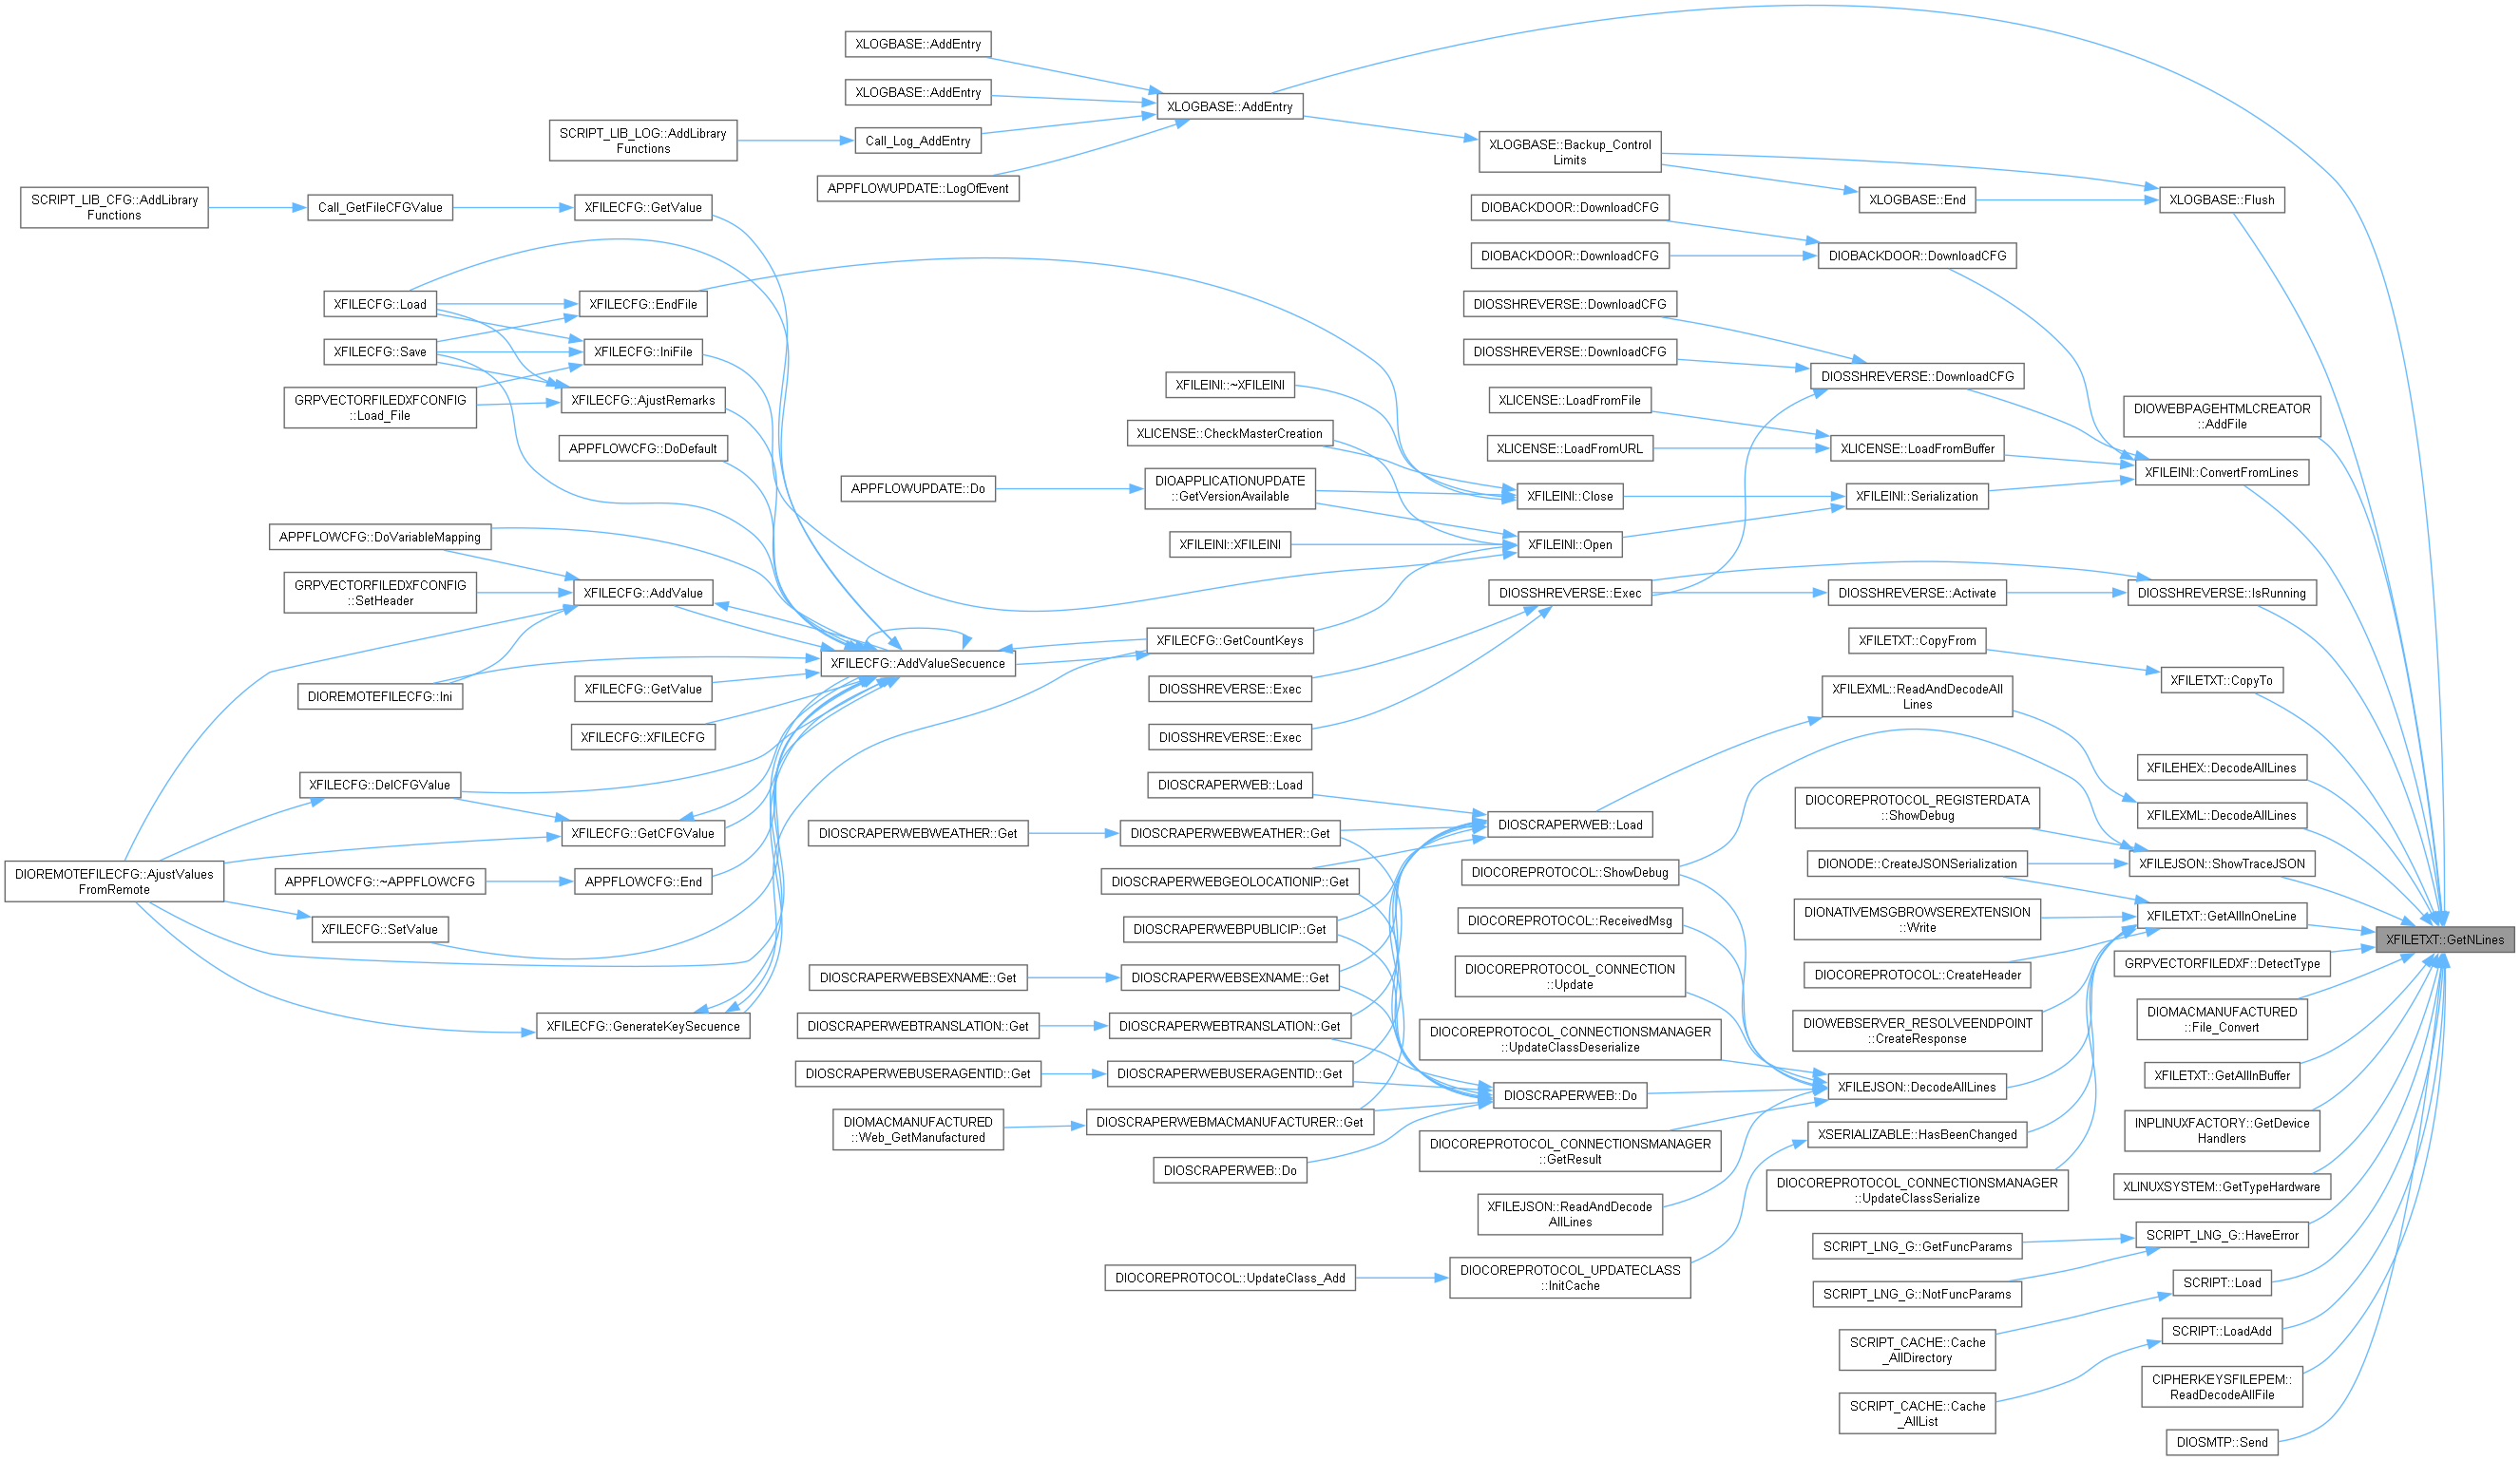 XLOGBASE::AddEntry
XLOGBASE::AddEntry
XLOGBASE::AddEntry
SCRIPT_LIB_LOG::AddLibrary
Functions
Call_Log_AddEntry
XLOGBASE::Backup_Control
Limits
APPFLOWUPDATE::LogOfEvent
SCRIPT_LIB_CFG::AddLibrary
Functions
Call_GetFileCFGValue
XFILECFG::GetValue
DIOBACKDOOR::DownloadCFG
XLOGBASE::End
XLOGBASE::Flush
DIOBACKDOOR::DownloadCFG
DIOBACKDOOR::DownloadCFG
XFILECFG::Load
XFILECFG::EndFile
DIOSSHREVERSE::DownloadCFG
XFILECFG::Save
XFILECFG::IniFile
DIOSSHREVERSE::DownloadCFG
DIOSSHREVERSE::DownloadCFG
GRPVECTORFILEDXFCONFIG
::Load_File
XFILECFG::AjustRemarks
XFILEINI::~XFILEINI
XLICENSE::LoadFromFile
DIOWEBPAGEHTMLCREATOR
::AddFile
APPFLOWCFG::DoDefault
XLICENSE::CheckMasterCreation
XLICENSE::LoadFromURL
XLICENSE::LoadFromBuffer
XFILEINI::ConvertFromLines
APPFLOWUPDATE::Do
DIOAPPLICATIONUPDATE
::GetVersionAvailable
XFILEINI::Close
XFILEINI::Serialization
APPFLOWCFG::DoVariableMapping
XFILEINI::XFILEINI
XFILEINI::Open
GRPVECTORFILEDXFCONFIG
::SetHeader
XFILECFG::AddValue
DIOSSHREVERSE::Exec
DIOSSHREVERSE::Activate
DIOSSHREVERSE::IsRunning
XFILECFG::AddValueSecuence
XFILECFG::GetCountKeys
XFILETXT::CopyFrom
XFILETXT::CopyTo
DIOREMOTEFILECFG::Ini
XFILECFG::GetValue
DIOSSHREVERSE::Exec
XFILEXML::ReadAndDecodeAll
Lines
XFILECFG::XFILECFG
DIOSSHREVERSE::Exec
XFILECFG::DelCFGValue
DIOSCRAPERWEB::Load
XFILEHEX::DecodeAllLines
DIOCOREPROTOCOL_REGISTERDATA
::ShowDebug
XFILEXML::DecodeAllLines
XFILECFG::GetCFGValue
DIOSCRAPERWEBWEATHER::Get
DIOSCRAPERWEBWEATHER::Get
DIOSCRAPERWEB::Load
DIOREMOTEFILECFG::AjustValues
FromRemote
APPFLOWCFG::~APPFLOWCFG
APPFLOWCFG::End
DIOSCRAPERWEBGEOLOCATIONIP::Get
DIOCOREPROTOCOL::ShowDebug
DIONODE::CreateJSONSerialization
XFILEJSON::ShowTraceJSON
XFILECFG::SetValue
DIOSCRAPERWEBPUBLICIP::Get
DIOCOREPROTOCOL::ReceivedMsg
DIONATIVEMSGBROWSEREXTENSION
::Write
XFILETXT::GetAllInOneLine
XFILETXT::GetNLines
DIOSCRAPERWEBSEXNAME::Get
DIOSCRAPERWEBSEXNAME::Get
DIOCOREPROTOCOL_CONNECTION
::Update
DIOCOREPROTOCOL::CreateHeader
GRPVECTORFILEDXF::DetectType
XFILECFG::GenerateKeySecuence
DIOSCRAPERWEBTRANSLATION::Get
DIOSCRAPERWEBTRANSLATION::Get
DIOCOREPROTOCOL_CONNECTIONSMANAGER
::UpdateClassDeserialize
DIOWEBSERVER_RESOLVEENDPOINT
::CreateResponse
DIOMACMANUFACTURED
::File_Convert
DIOSCRAPERWEBUSERAGENTID::Get
DIOSCRAPERWEBUSERAGENTID::Get
DIOSCRAPERWEB::Do
XFILEJSON::DecodeAllLines
XFILETXT::GetAllInBuffer
DIOMACMANUFACTURED
::Web_GetManufactured
DIOSCRAPERWEBMACMANUFACTURER::Get
DIOCOREPROTOCOL_CONNECTIONSMANAGER
::GetResult
XSERIALIZABLE::HasBeenChanged
INPLINUXFACTORY::GetDevice
Handlers
DIOSCRAPERWEB::Do
DIOCOREPROTOCOL_CONNECTIONSMANAGER
::UpdateClassSerialize
XLINUXSYSTEM::GetTypeHardware
XFILEJSON::ReadAndDecode
AllLines
SCRIPT_LNG_G::GetFuncParams
SCRIPT_LNG_G::HaveError
DIOCOREPROTOCOL::UpdateClass_Add
DIOCOREPROTOCOL_UPDATECLASS
::InitCache
SCRIPT_LNG_G::NotFuncParams
SCRIPT::Load
SCRIPT_CACHE::Cache
_AllDirectory
SCRIPT::LoadAdd
CIPHERKEYSFILEPEM::
ReadDecodeAllFile
SCRIPT_CACHE::Cache
_AllList
DIOSMTP::Send